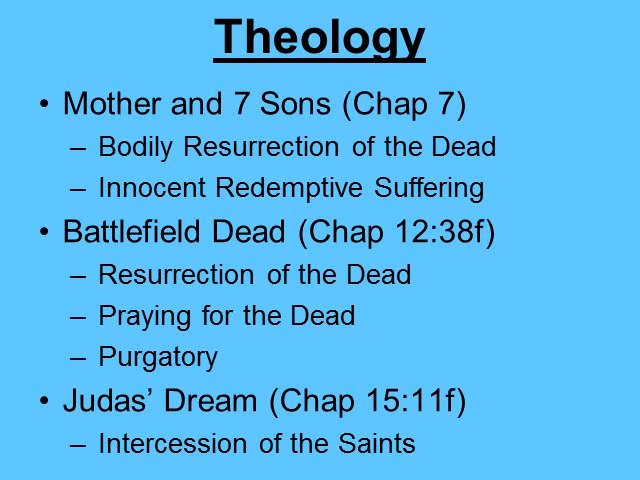 Theology
• Mother and 7 Sons (Chap 7)
– Bodily Resurrection of the Dead
– Innocent Redemptive Suffering
• Battlefield Dead (Chap 12:38f)
– Resurrection of the Dead
– Praying for the Dead
– Purgatory
• Judas’ Dream (Chap 15:11f)
– Intercession of the Saints